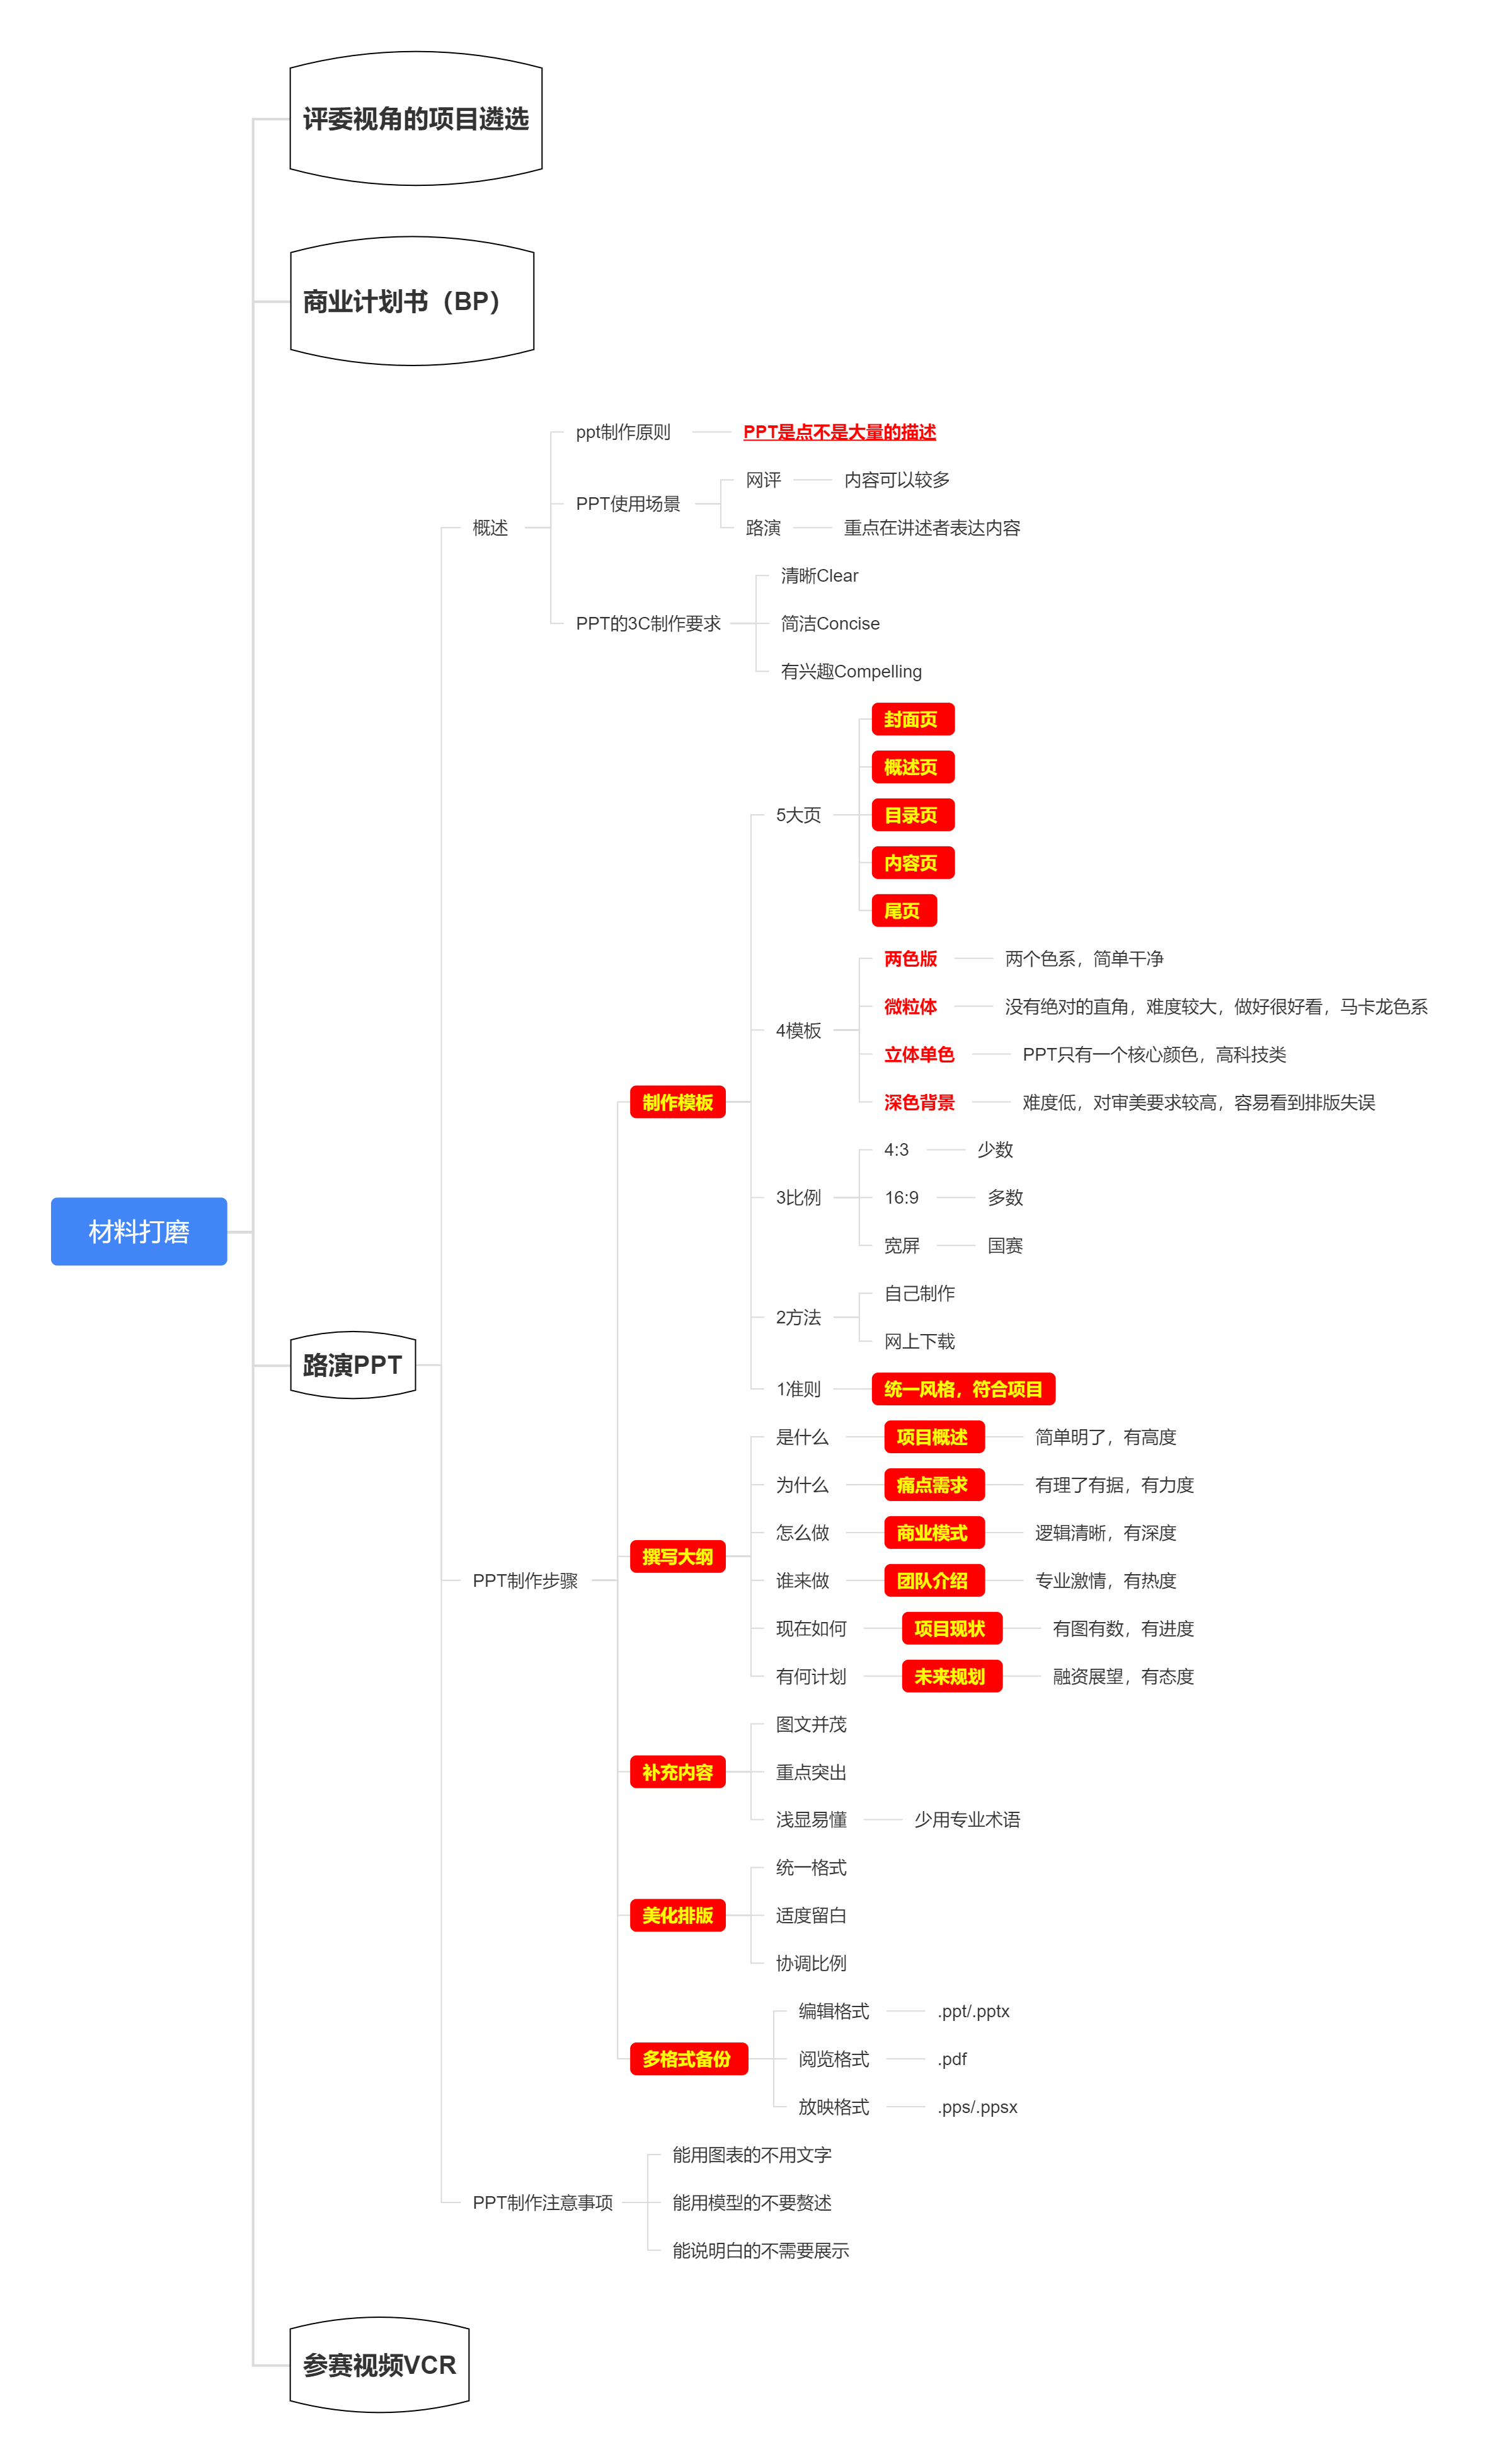 评委视角的项目遴选
商业计划书（BP）
ppt制作原则
PPT是点不是大量的描述
网评
内容可以较多
PPT使用场景
概述
路演
重点在讲述者表达内容
清晰Clear
PPT的3C制作要求
简洁Concise
有兴趣Compelling
封面页
概述页
5大页
目录页
内容页
尾页
两色版
两个色系，简单干净
微粒体
没有绝对的直角，难度较大，做好很好看，马卡龙色系
4模板
立体单色
PPT只有一个核心颜色，高科技类
制作模板
深色背景
难度低，对审美要求较高，容易看到排版失误
4:3
少数
3比例
16:9
多数
材料打磨
宽屏
国赛
自己制作
2方法
网上下载
路演PPT
1准则
统一风格，符合项目
是什么
项目概述
简单明了，有高度
为什么
痛点需求
有理了有据，有力度
怎么做
商业模式
逻辑清晰，有深度
撰写大纲
PPT制作步骤
谁来做
团队介绍
专业激情，有热度
现在如何
项目现状
有图有数，有进度
有何计划
未来规划
融资展望，有态度
图文并茂
补充内容
重点突出
浅显易懂
少用专业术语
统一格式
美化排版
适度留白
协调比例
编辑格式
.ppt/.pptx
多格式备份
阅览格式
.pdf
放映格式
.pps/.ppsx
能用图表的不用文字
PPT制作注意事项
能用模型的不要赘述
能说明白的不需要展示
参赛视频VCR